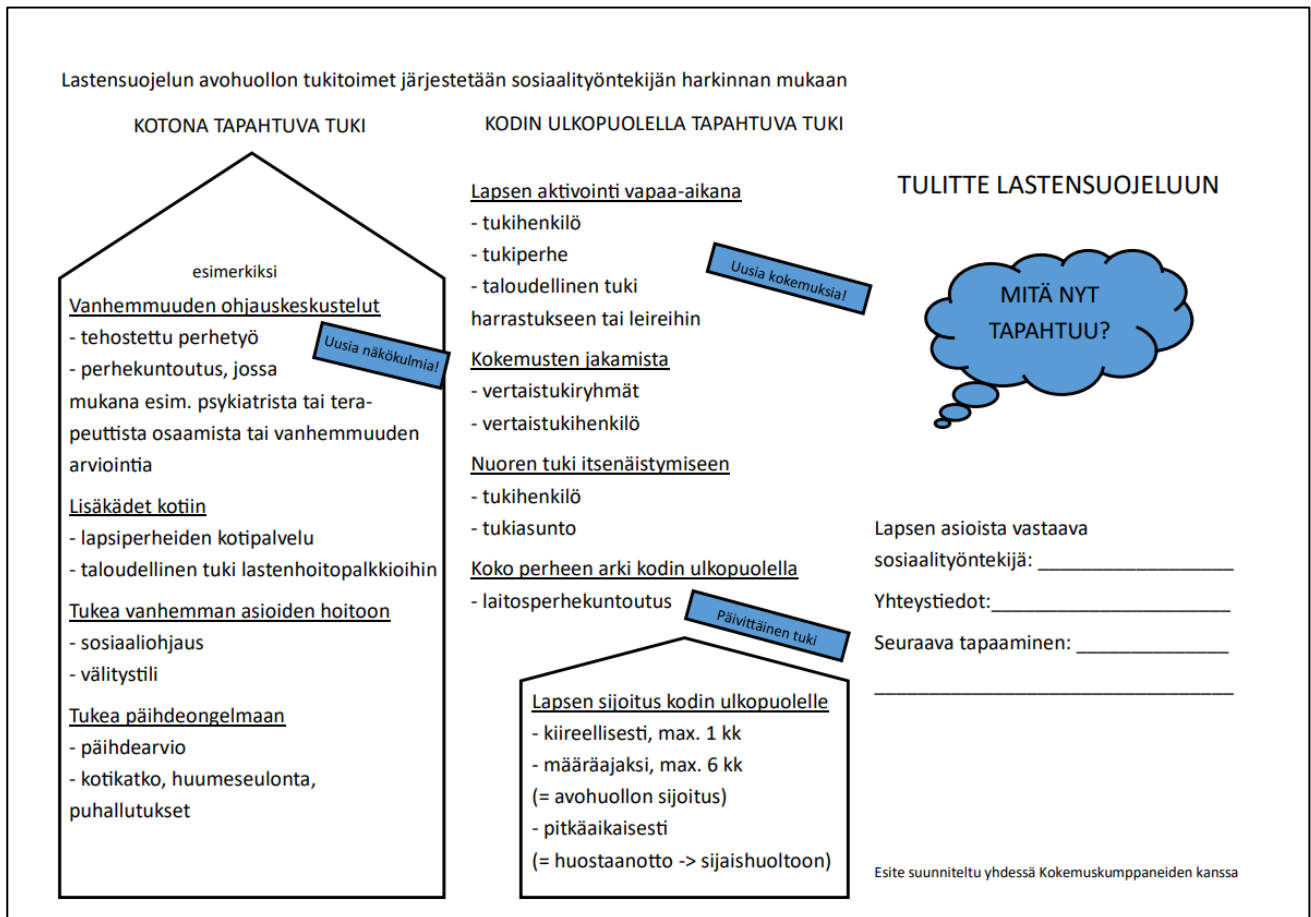 Lastensuojelun avohuollon tukitoimet järjestetään sosiaalityöntekijän harkinnan mukaan
KOTONA TAPAHTUVA TUKI
esimerkiksi
Vanhemmuuden ohjauskeskustelut
- tehostettu perhetyö
Uusia näkökulmia!
- perhekuntoutus, jossa
mukana esim. psykiatrista tai tera-
peuttista osaamista tai vanhemmuuden
arviointia
Lisäkädet kotiin
- lapsiperheiden kotipalvelu
- taloudellinen tuki lastenhoitopalkkioihin
Tukea vanhemman asioiden hoitoon
- sosiaaliohjaus
- välitystili
Tukea päihdeongelmaan
- päihdearvio
- kotikatko, huumeseulonta,
puhallutukset
KODIN ULKOPUOLELLA TAPAHTUVA TUKI
Lapsen aktivointi vapaa-aikana
- tukihenkilö
- tukiperhe
Uusia kokemuksia!
- taloudellinen tuki
harrastukseen tai leireihin
Kokemusten jakamista
- vertaistukiryhmät
- vertaistukihenkilö
Nuoren tuki itsenäistymiseen
- tukihenkilö
- tukiasunto
Koko perheen arki kodin ulkopuolella
- laitosperhekuntoutus
Päivittäinen tuki
Lapsen sijoitus kodin ulkopuolelle
- kiireellisesti, max. 1 kk
- määräajaksi, max. 6 kk
(= avohuollon sijoitus)
- pitkäaikaisesti
(= huostaanotto -> sijaishuoltoon)
TULITTE LASTENSUOJELUUN
MITÄ NYT
TAPAHTUU?
Lapsen asioista vastaava
sosiaalityöntekijä: __________________
Yhteystiedot:______________________
Seuraava tapaaminen: ______________
_________________________________
Esite suunniteltu yhdessä Kokemuskumppaneiden kanssa